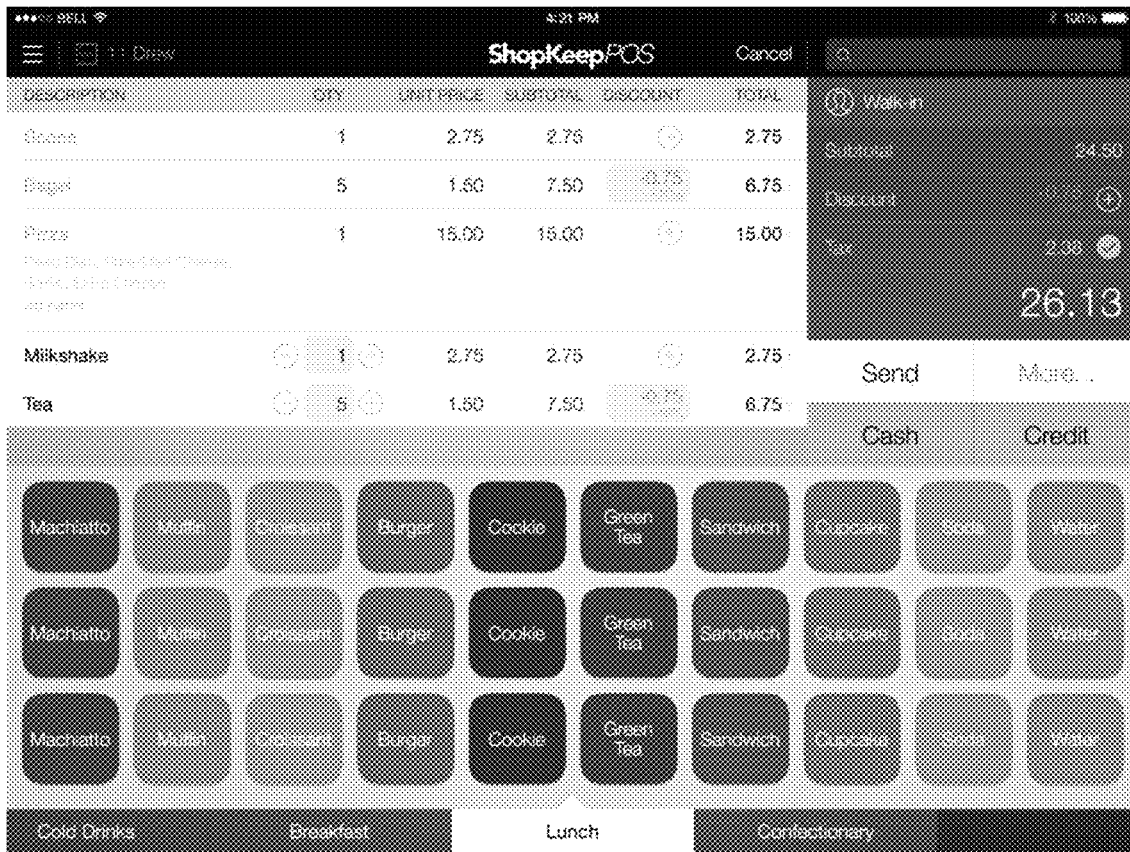 BELL 4:21 PM 100%
11 Drew ShopKeepPOS Cancel
DESCRIPTION QTY UNIT PRICE SUBTOTAL DISCOUNT TOTAL
Walk-in
1 2.75 2.75 2.75
Subtotal 24.50
Bagel 5 1.50 7.50 -0.75 6.75
Discount
Pizza 1 15.00 15.00 15.00
Tax 2.38
26.13
Milkshake 1 2.75 2.75 2.75
Send More...
Tea 5 1.50 7.50 -0.75 6.75
Cash Credit
Machiatto Muffin Croissant Burger Cookie Green Tea Sandwich Cupcake Soda Water
Machiatto Muffin Croissant Burger Cookie Green Tea Sandwich Cupcake Soda Water
Machiatto Muffin Croissant Burger Cookie Green Tea Sandwich Cupcake Soda Water
Cold Drinks Breakfast Lunch Confectionary